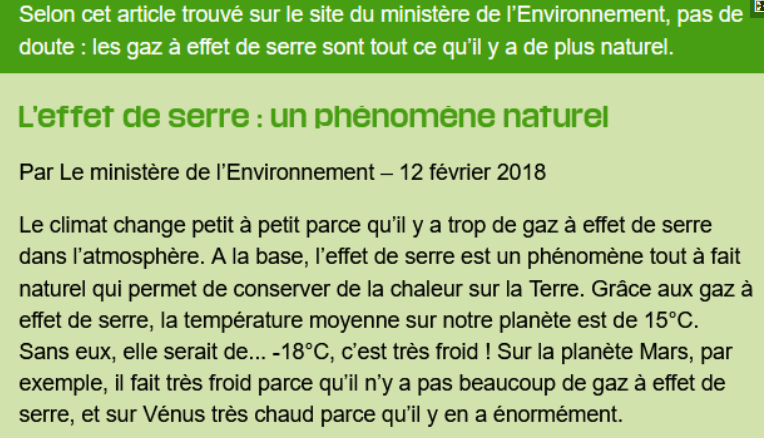 Selon cet article trouvé sur le site du ministère de l'Environnement, pas de
doute : les gaz à effet de serre sont tout ce qu'il y a de plus naturel.
L'effet de serre : un phénomène naturel
Par Le ministère de l'Environnement – 12 février 2018
Le climat change petit à petit parce qu'il y a trop de gaz à effet de serre
dans l'atmosphère. A la base, l'effet de serre est un phénomène tout à fait
naturel qui permet de conserver de la chaleur sur la Terre. Grâce aux gaz à
effet de serre, la température moyenne sur notre planète est de 15°C.
Sans eux, elle serait de... -18°C, c'est très froid ! Sur la planète Mars, par
exemple, il fait très froid parce qu'il n'y a pas beaucoup de gaz à effet de
serre, et sur Vénus très chaud parce qu'il y en a énormément.